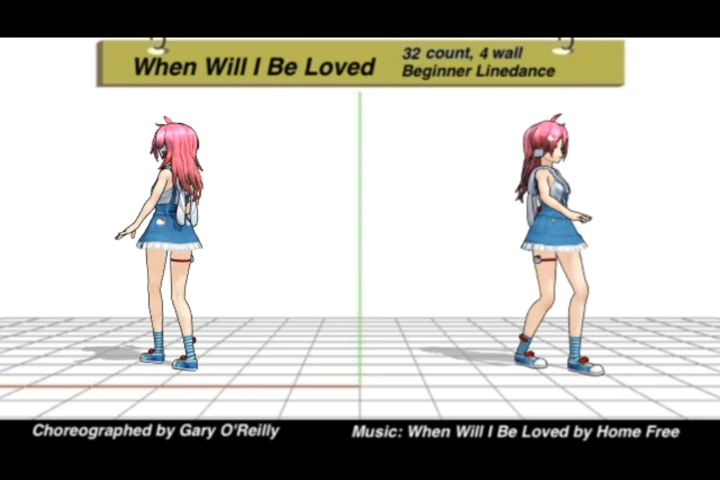 When Will I Be Loved
32 count, 4 wall
Beginner Linedance
Choreographed by Gary O'Reilly
Music: When Will I Be Loved by Home Free